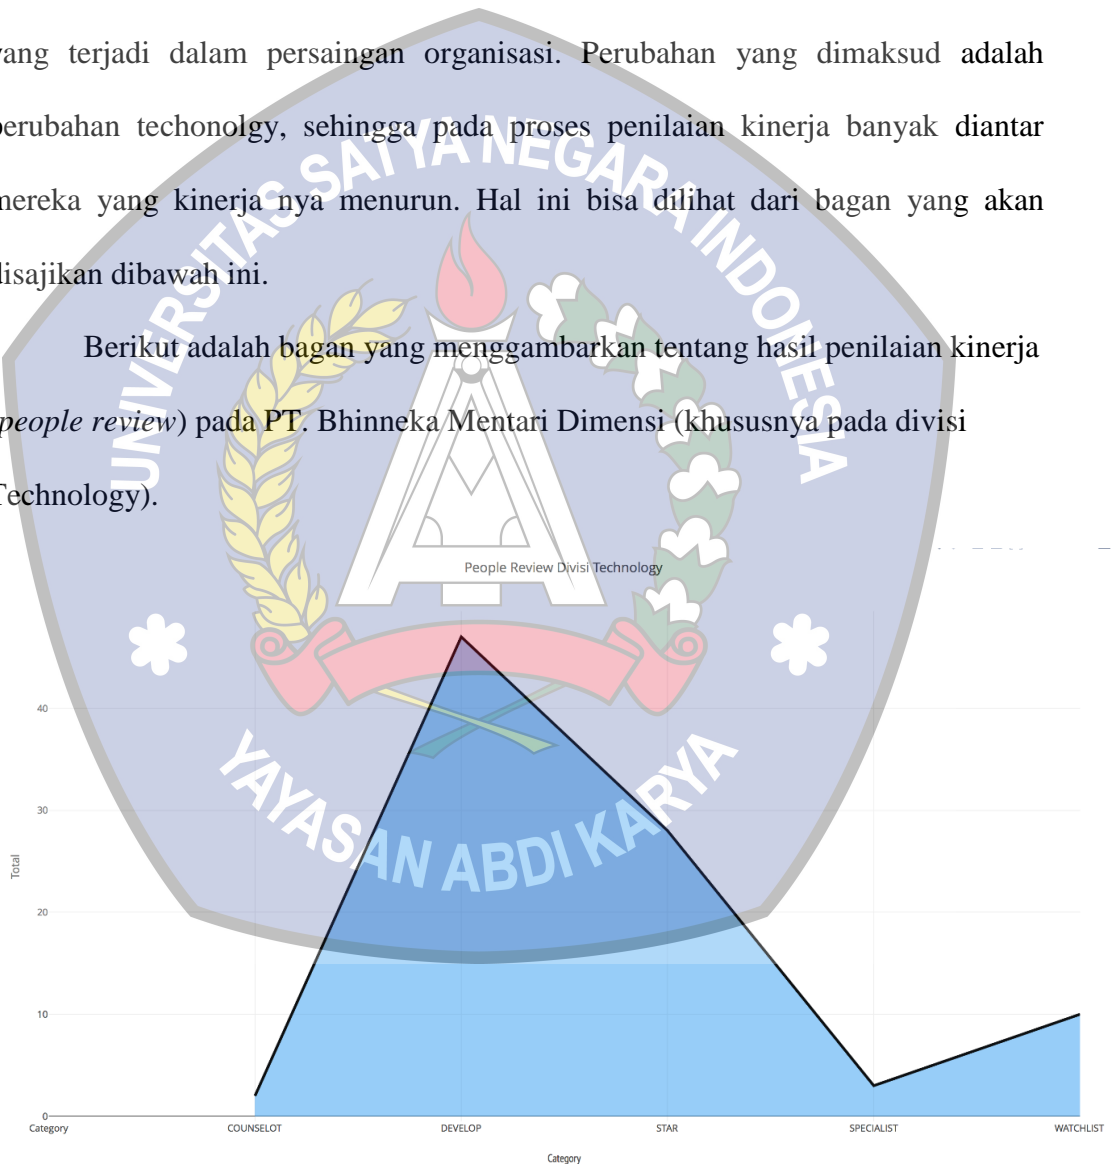 yang terjadi dalam persaingan organisasi. Perubahan yang dimaksud adalah
perubahan techonolgy, sehingga pada proses penilaian kinerja banyak diantar
mereka yang kinerja nya menurun. Hal ini bisa dilihat dari bagan yang akan
disajikan dibawah ini.
Berikut adalah bagan yang menggambarkan tentang hasil penilaian kinerja
people review) pada PT. Bhinneka Mentari Dimensi (khususnya pada divisi
Technology).
UNIVERSITAS SATYA NEGARA INDONESIA
YAYASAN ABDI KARYA
People Review Divisi Technology
Total
40
30
20
10
0
Category
COUNSELOT
DEVELOP
STAR
SPECIALIST
WATCHLIST
Category